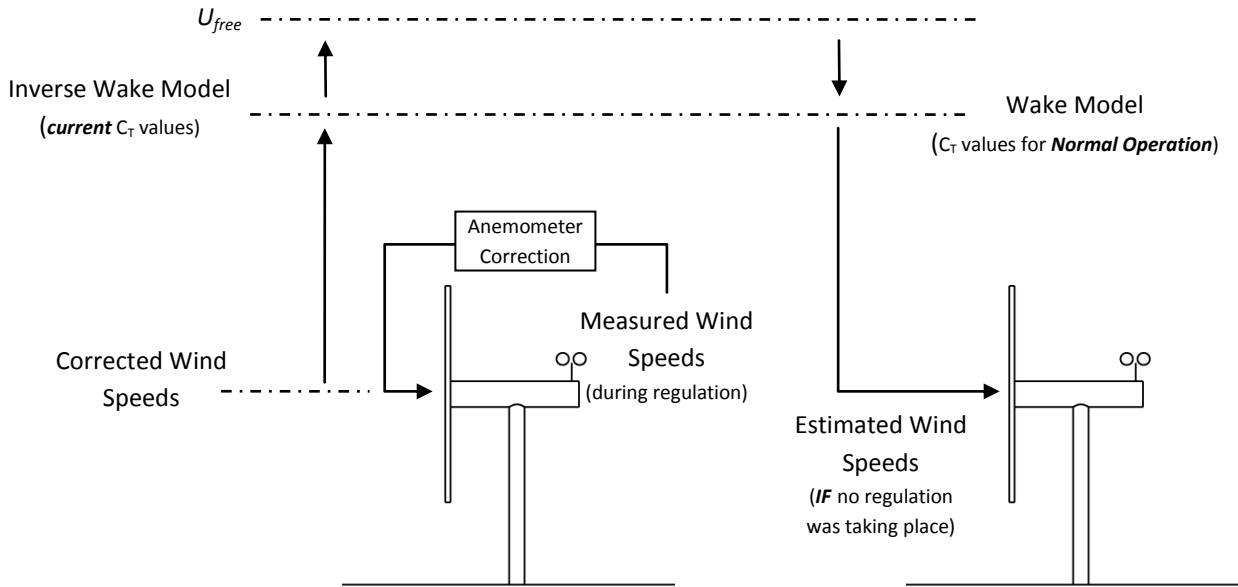 U_free
Inverse Wake Model
(current C_T values)
Wake Model
(C_T values for Normal Operation)
Anemometer
Correction
Measured Wind
Speeds
(during regulation)
Corrected Wind
Speeds
Estimated Wind
Speeds
(IF no regulation
was taking place)